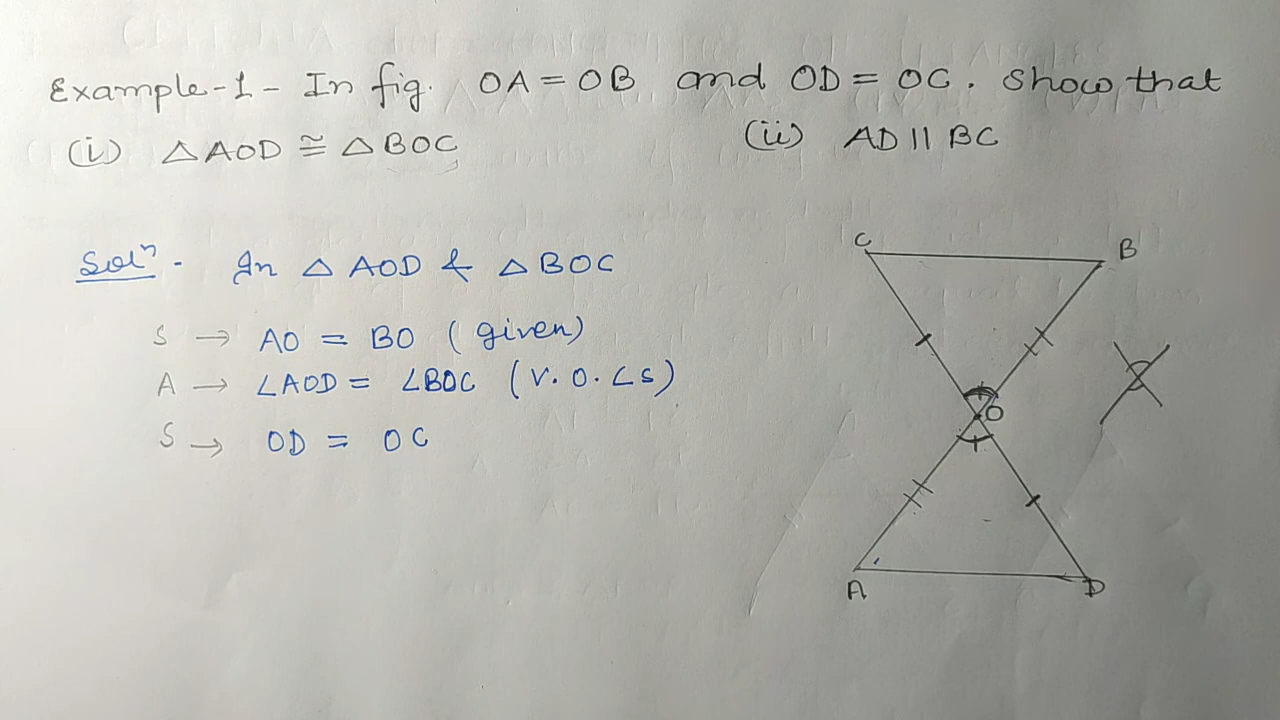 Example-1- In fig. OA = OB and OD = OC. Show that
(i) △AOD ≅ △BOC (ii) AD || BC
Solⁿ - In △ AOD & △ BOC
S → AO = BO (given)
A → ∠AOD = ∠BOC (V.O.∠s)
S → OD = OC
C B
O
A D